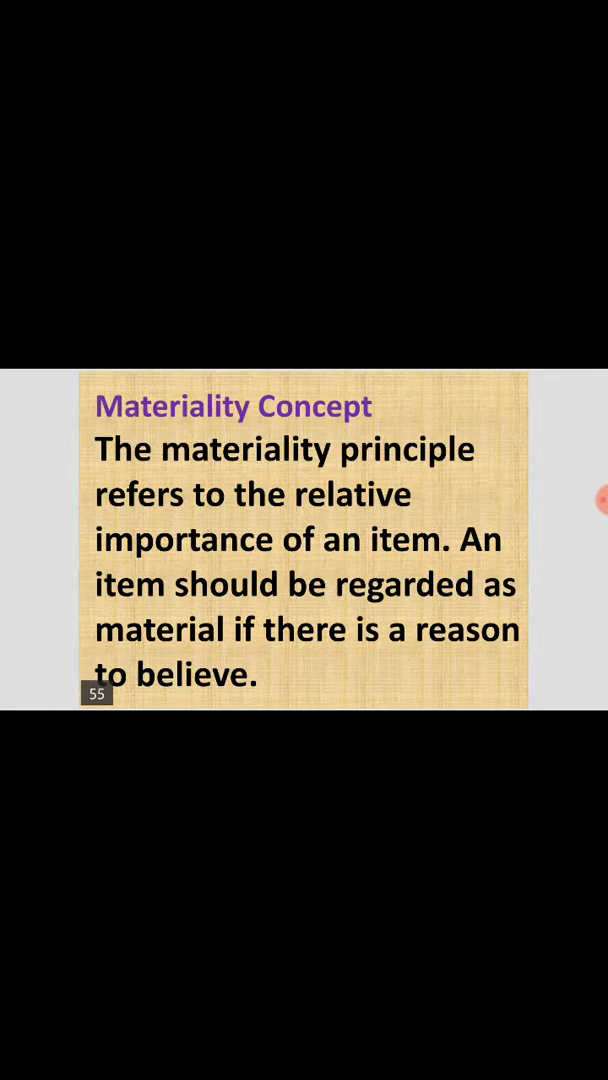 Materiality Concept
The materiality principle
refers to the relative
importance of an item. An
item should be regarded as
material if there is a reason
to believe.
55